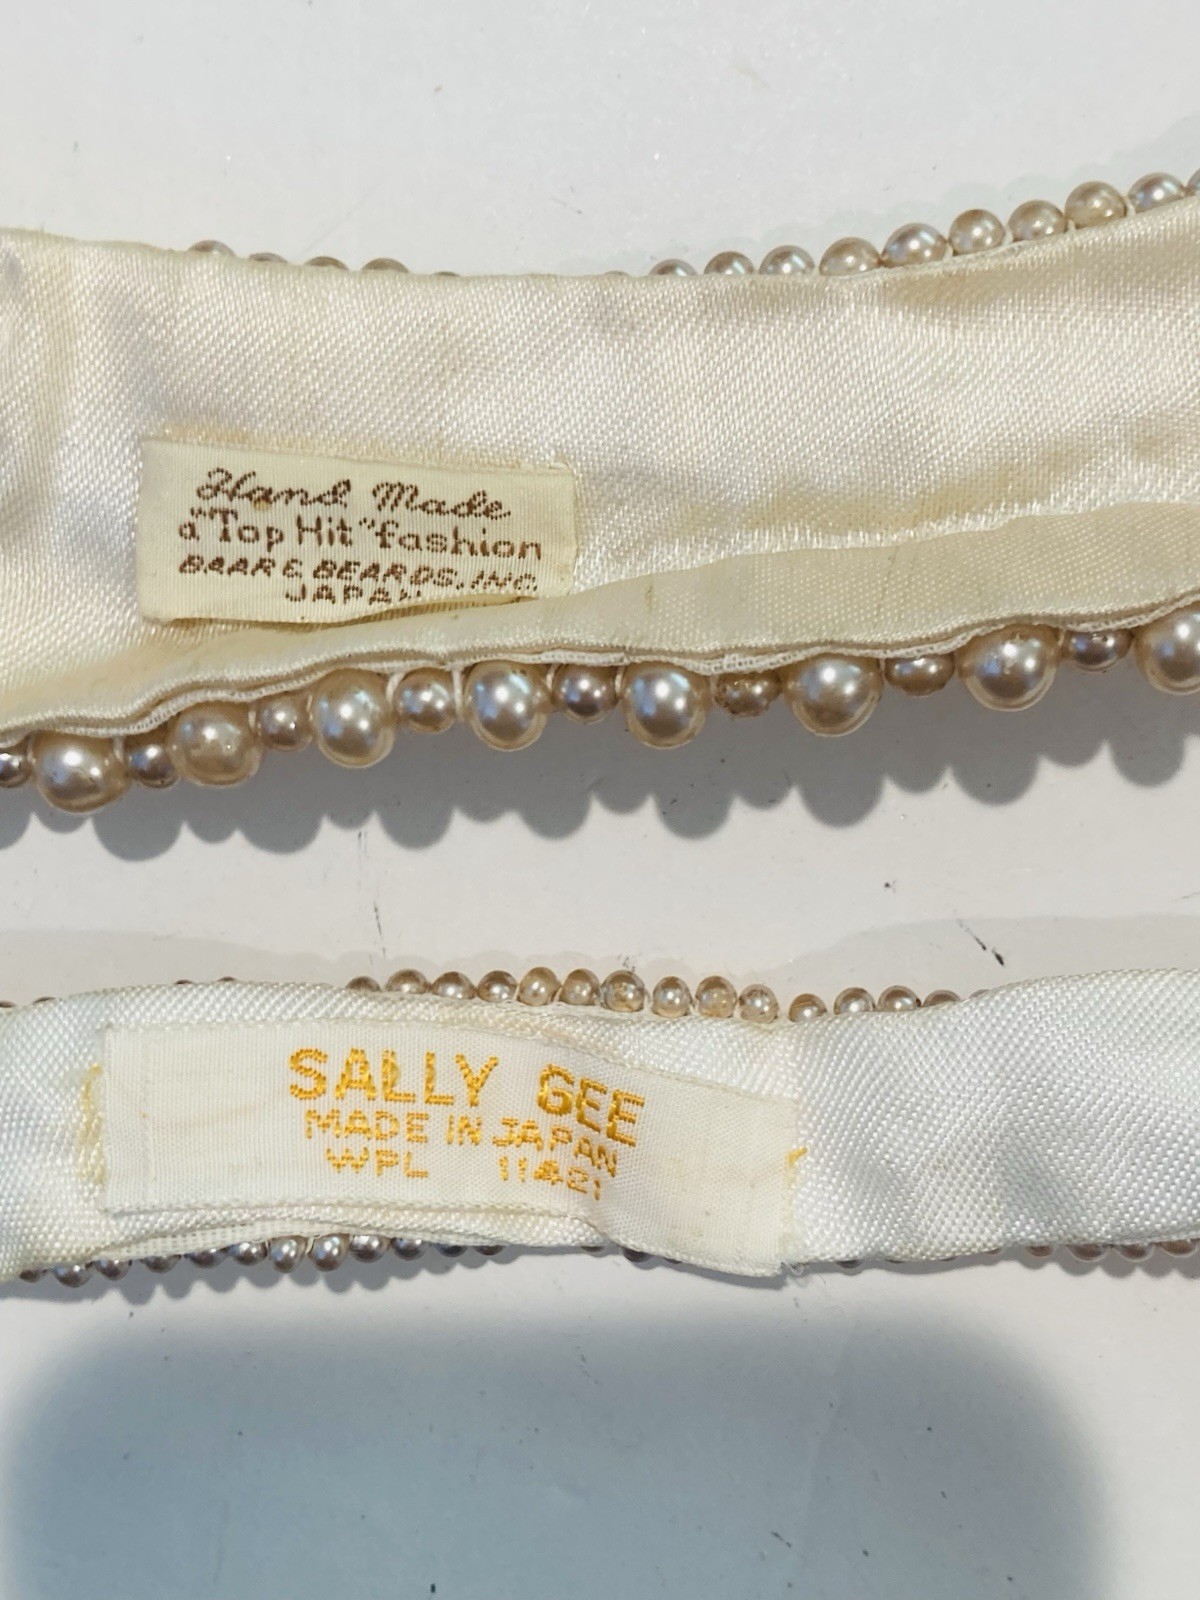 Hand Made
a "Top Hit" fashion
BAAR & BEARDS, INC.
JAPAN
SALLY GEE
MADE IN JAPAN
WPL 11421